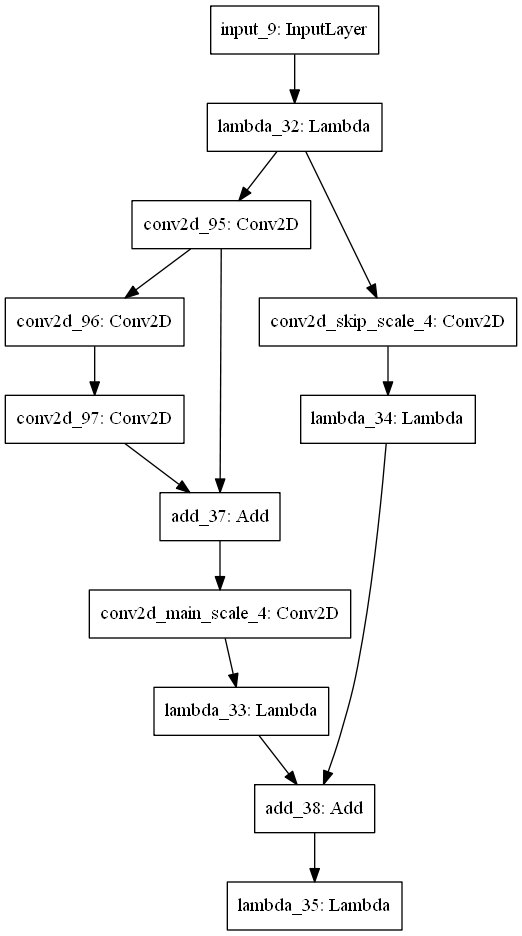 input_9: InputLayer
lambda_32: Lambda
conv2d_95: Conv2D
conv2d_96: Conv2D
conv2d_skip_scale_4: Conv2D
conv2d_97: Conv2D
lambda_34: Lambda
add_37: Add
conv2d_main_scale_4: Conv2D
lambda_33: Lambda
add_38: Add
lambda_35: Lambda